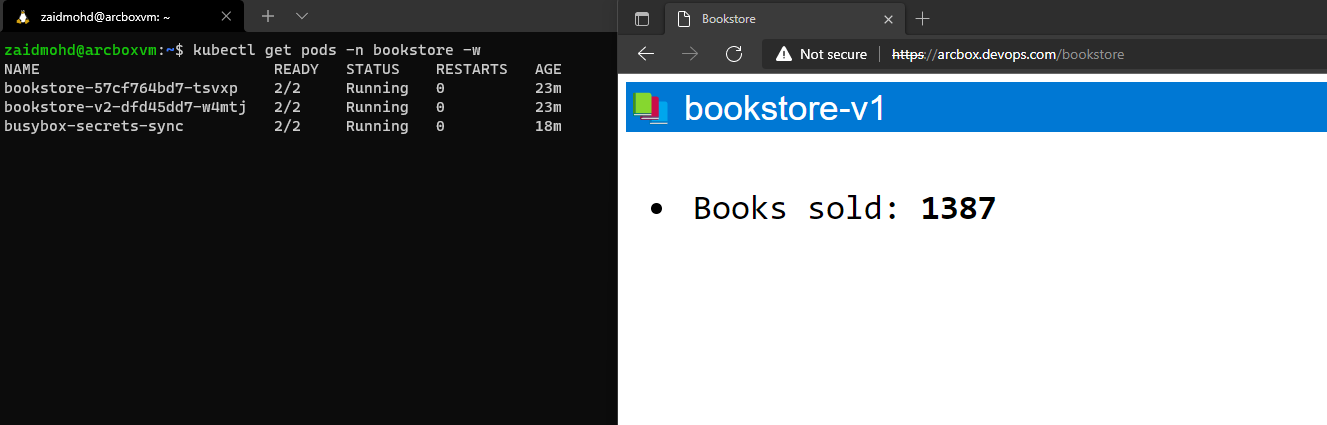 zaidmohd@arcboxvm: ~
zaidmohd@arcboxvm:~$ kubectl get pods -n bookstore -w
NAME READY STATUS RESTARTS AGE
bookstore-57cf764bd7-tsvxp 2/2 Running 0 23m
bookstore-v2-dfd45dd7-w4mtj 2/2 Running 0 23m
busybox-secrets-sync 2/2 Running 0 18m
Bookstore
Not secure https://arcbox.devops.com/bookstore
bookstore-v1
• Books sold: 1387